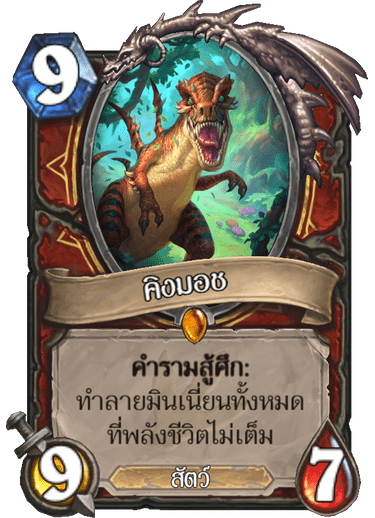 9
คิงมอช
คำรามสู้ศึก:
ทำลายมินเนี่ยนทั้งหมด
ที่พลังชีวิตไม่เต็ม
9
สัตว์
7